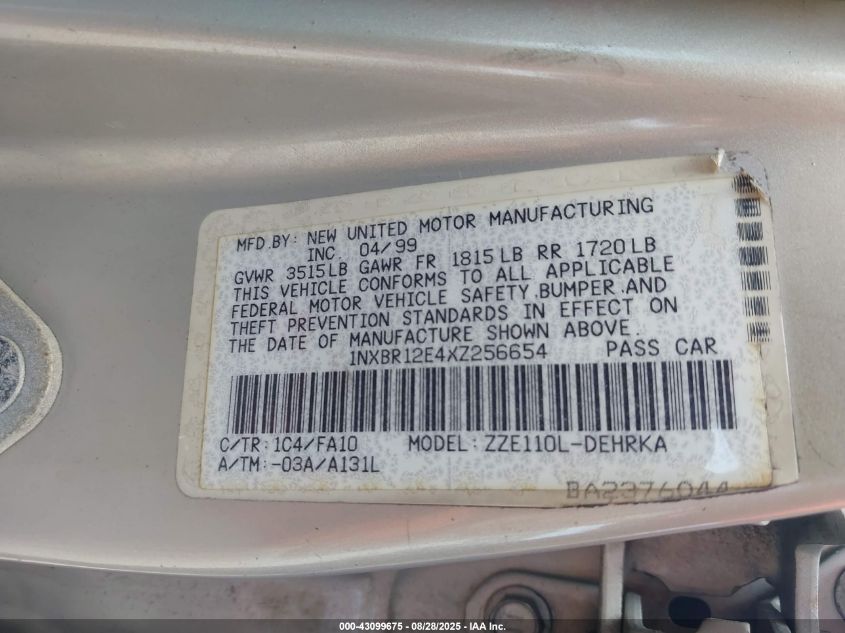 MFD.BY: NEW UNITED MOTOR MANUFACTURING
INC. 04/99
GVWR 3515LB GAWR FR 1815LB RR 1720LB
THIS VEHICLE CONFORMS TO ALL APPLICABLE
FEDERAL MOTOR VEHICLE SAFETY,BUMPER,AND
THEFT PREVENTION STANDARDS IN EFFECT ON
THE DATE OF MANUFACTURE SHOWN ABOVE.
1NXBR12E4XZ256654 PASS CAR
C/TR: 1C4/FA10 MODEL: ZZE110L-DEHRKA
A/TM: -03A/A131L
000-43099675 - 08/28/2025 - IAA Inc.